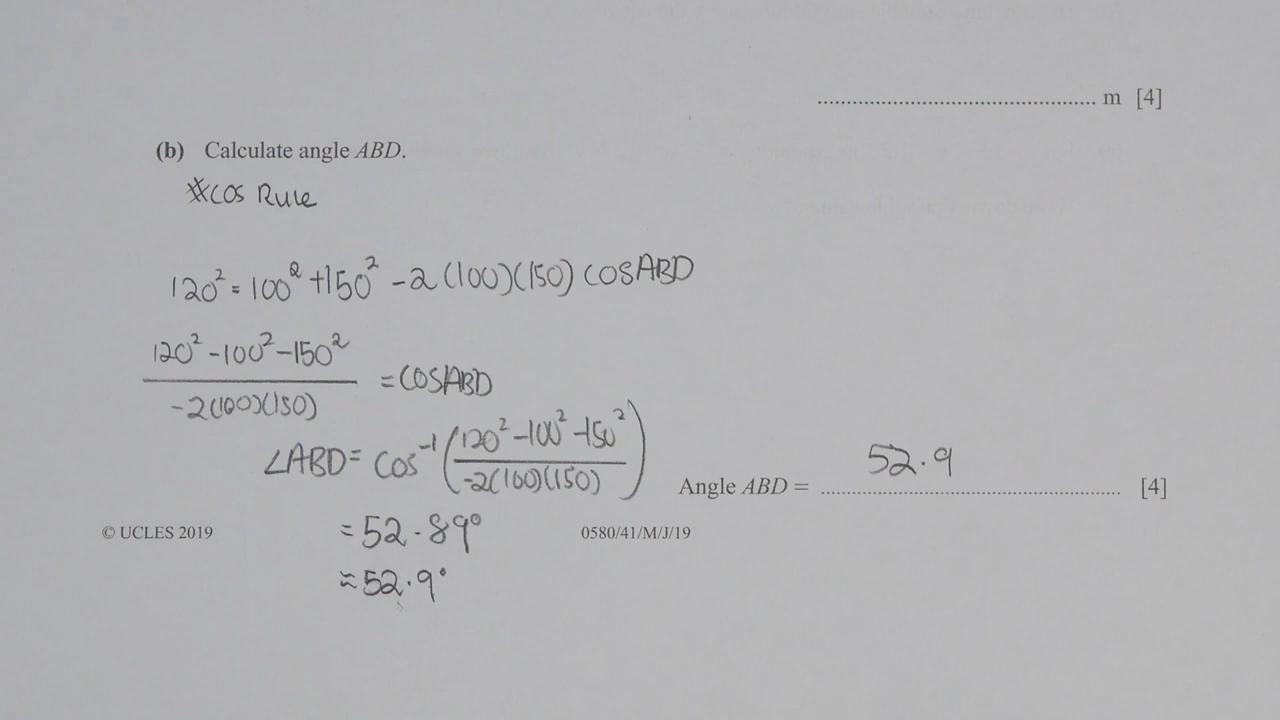 m [4]
(b) Calculate angle ABD.
*COS Rule
120² = 100² + 150² - 2(100)(150) COSABD
120² - 100² - 150²
-2(100)(150)
= COSABD
∠ABD = cos⁻¹ (120² - 100² - 150² / -2(100)(150))
52.9
Angle ABD = [4]
= 52.89°
© UCLES 2019 0580/41/M/J/19
≈ 52.9°